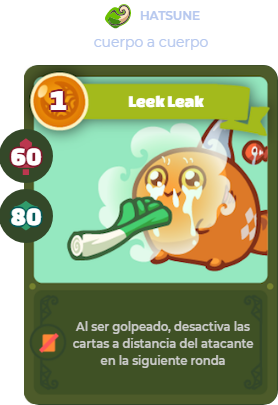 HATSUNE
cuerpo a cuerpo
1
Leek Leak
60
80
Al ser golpeado, desactiva las
cartas a distancia del atacante
en la siguiente ronda